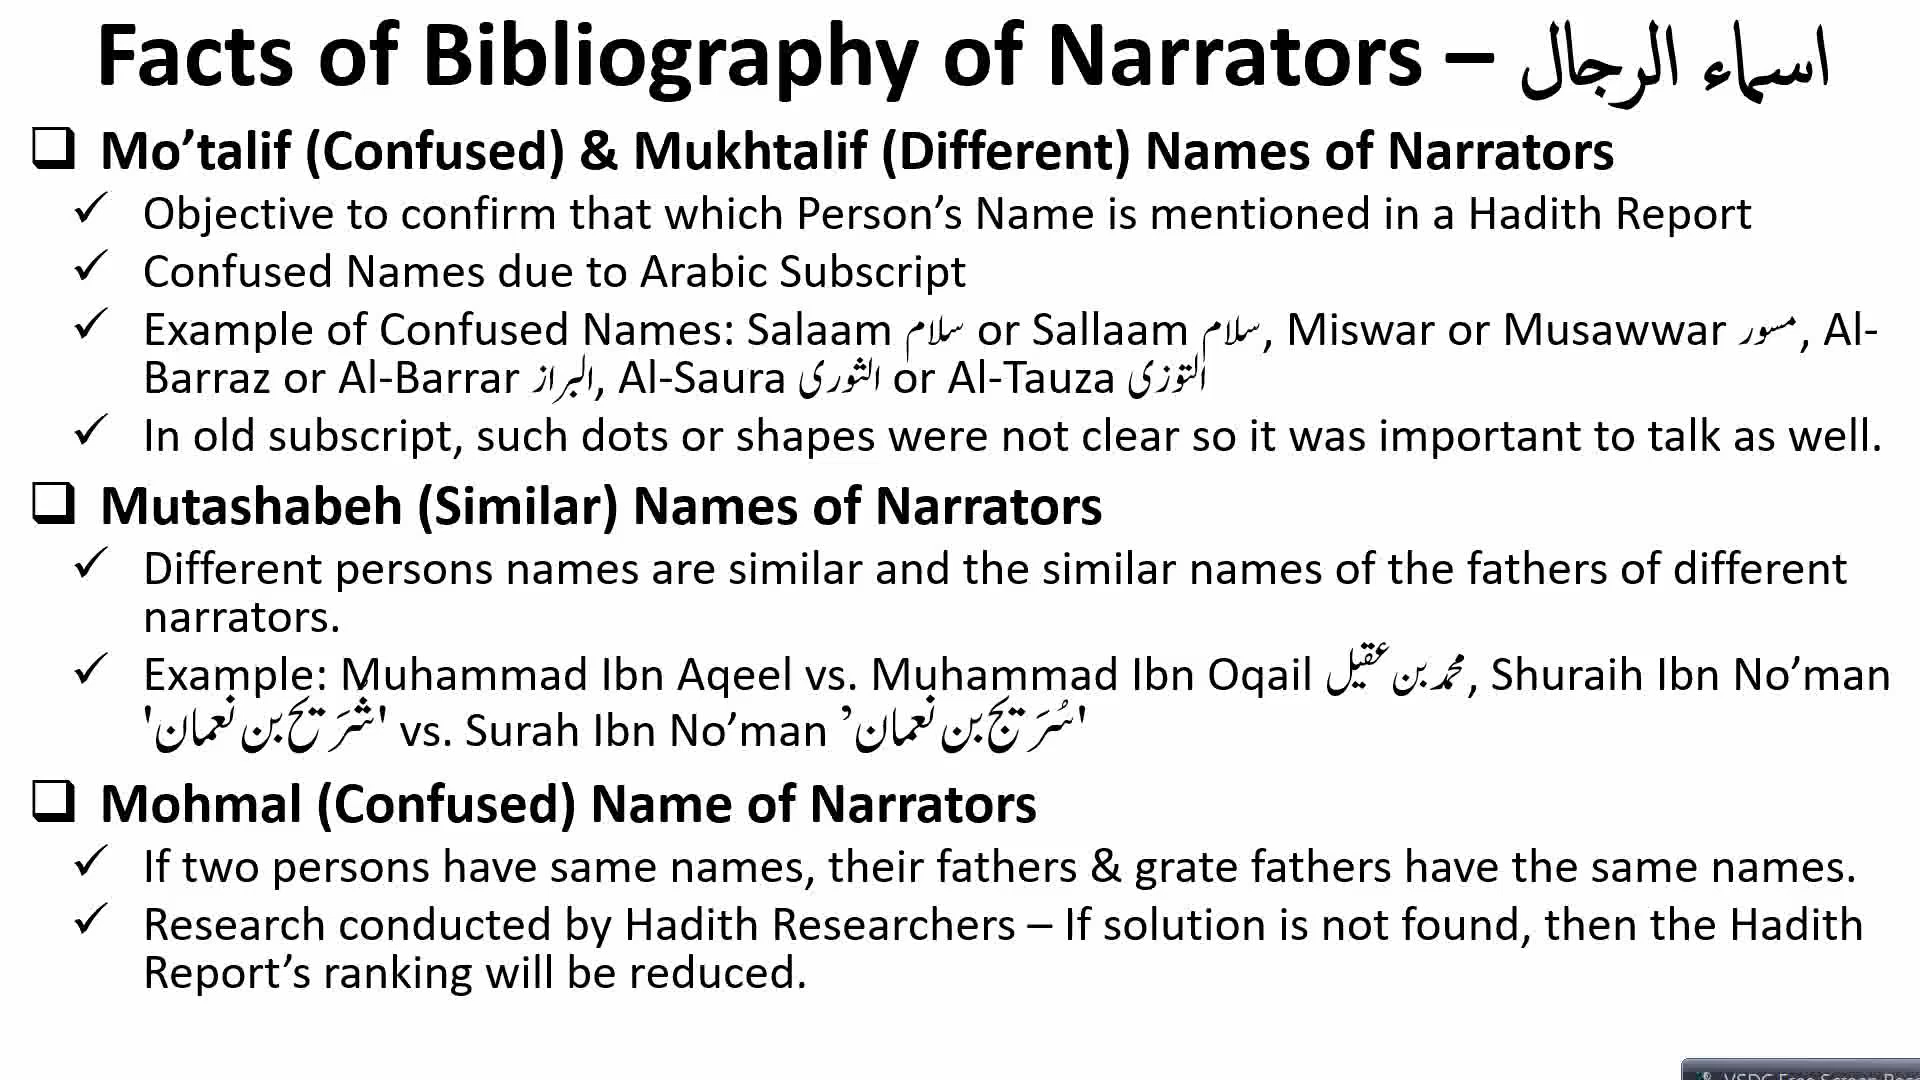 Facts of Bibliography of Narrators – اسماء الرجال
❑ Mo’talif (Confused) & Mukhtalif (Different) Names of Narrators
✓ Objective to confirm that which Person’s Name is mentioned in a Hadith Report
✓ Confused Names due to Arabic Subscript
✓ Example of Confused Names: Salaam سلام or Sallaam سلام, Miswar or Musawwar مسور, Al-
Barraz or Al-Barrar البراز, Al-Saura الثوری or Al-Tauza التوزی
✓ In old subscript, such dots or shapes were not clear so it was important to talk as well.
❑ Mutashabeh (Similar) Names of Narrators
✓ Different persons names are similar and the similar names of the fathers of different
narrators.
✓ Example: Muhammad Ibn Aqeel vs. Muhammad Ibn Oqail محمد بن عقیل, Shuraih Ibn No’man
'شَرَیح بن نعمان' vs. Surah Ibn No’man ’سُرَیج بن نعمان'
❑ Mohmal (Confused) Name of Narrators
✓ If two persons have same names, their fathers & grate fathers have the same names.
✓ Research conducted by Hadith Researchers – If solution is not found, then the Hadith
Report’s ranking will be reduced.